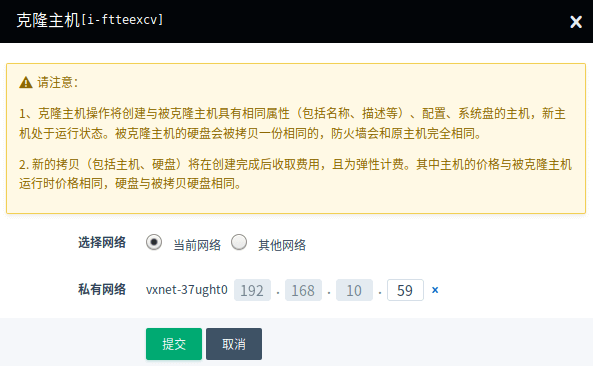 克隆主机[i-ftteexcv] ×
请注意:
1、克隆主机操作将创建与被克隆主机具有相同属性（包括名称、描述等）、配置、系统盘的主机，新主
机处于运行状态。被克隆主机的硬盘会被拷贝一份相同的，防火墙会和原主机完全相同。
2. 新的拷贝（包括主机、硬盘）将在创建完成后收取费用，且为弹性计费。其中主机的价格与被克隆主机
运行时价格相同，硬盘与被拷贝硬盘相同。
选择网络 当前网络 其他网络
私有网络 vxnet-37ught0 192 . 168 . 10 . 59 x
提交 取消